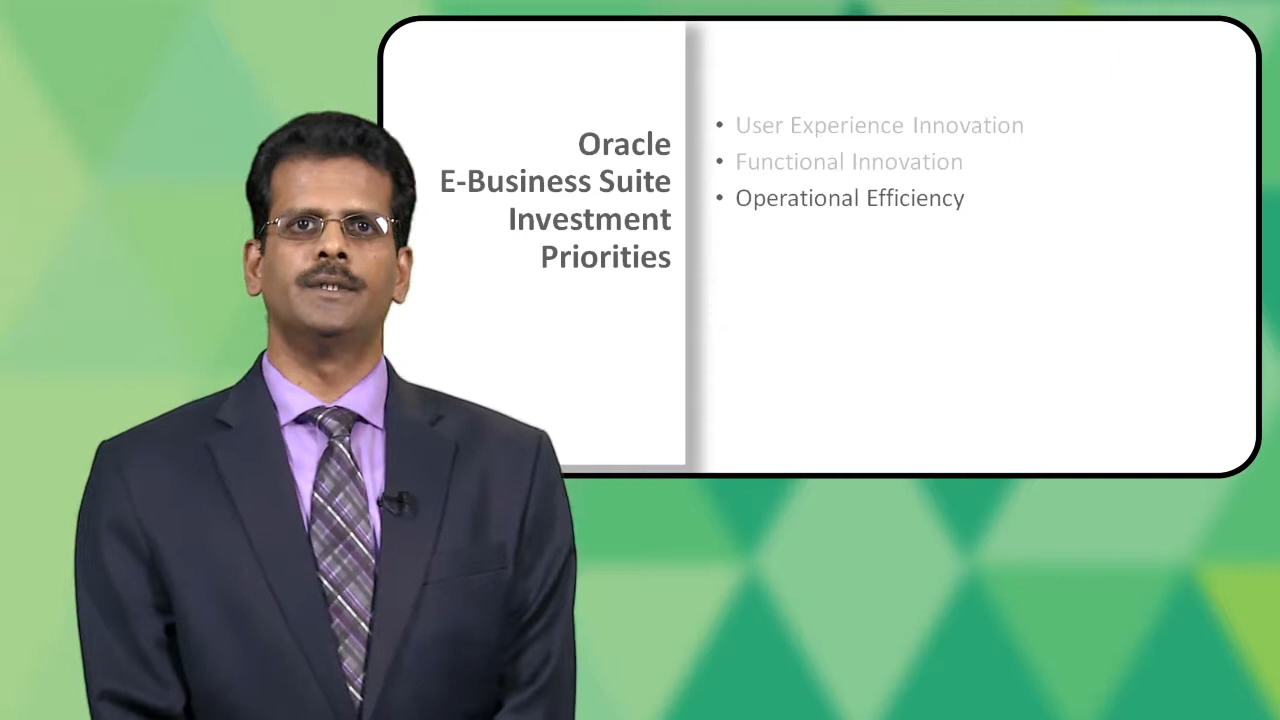 Oracle
E-Business Suite
Investment
Priorities
• User Experience Innovation
• Functional Innovation
• Operational Efficiency